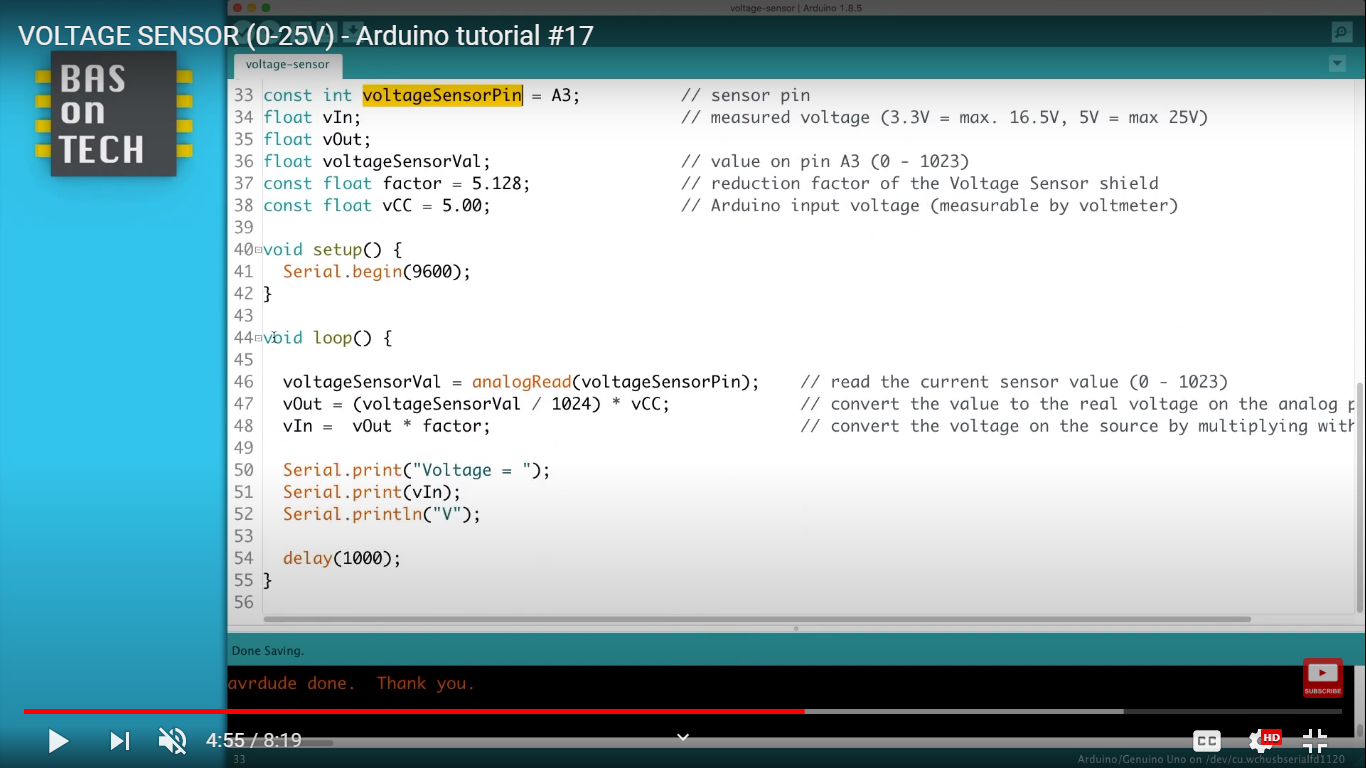 voltage-sensor | Arduino 1.8.5
VOLTAGE SENSOR (0-25V) - Arduino tutorial #17
BAS
on
TECH
voltage-sensor
33 const int voltageSensorPin = A3; // sensor pin
34 float vIn; // measured voltage (3.3V = max. 16.5V, 5V = max 25V)
35 float vOut;
36 float voltageSensorVal; // value on pin A3 (0 - 1023)
37 const float factor = 5.128; // reduction factor of the Voltage Sensor shield
38 const float vCC = 5.00; // Arduino input voltage (measurable by voltmeter)
39
40 void setup() {
41 Serial.begin(9600);
42 }
43
44 void loop() {
45
46 voltageSensorVal = analogRead(voltageSensorPin); // read the current sensor value (0 - 1023)
47 vOut = (voltageSensorVal / 1024) * vCC; // convert the value to the real voltage on the analog p
48 vIn = vOut * factor; // convert the voltage on the source by multiplying with
49
50 Serial.print("Voltage = ");
51 Serial.print(vIn);
52 Serial.println("V");
53
54 delay(1000);
55 }
56
Done Saving.
avrdude done. Thank you.
SUBSCRIBE
4:55 / 8:19
CC
HD
33
Arduino/Genuino Uno on /dev/cu.wchusbserialfd1120